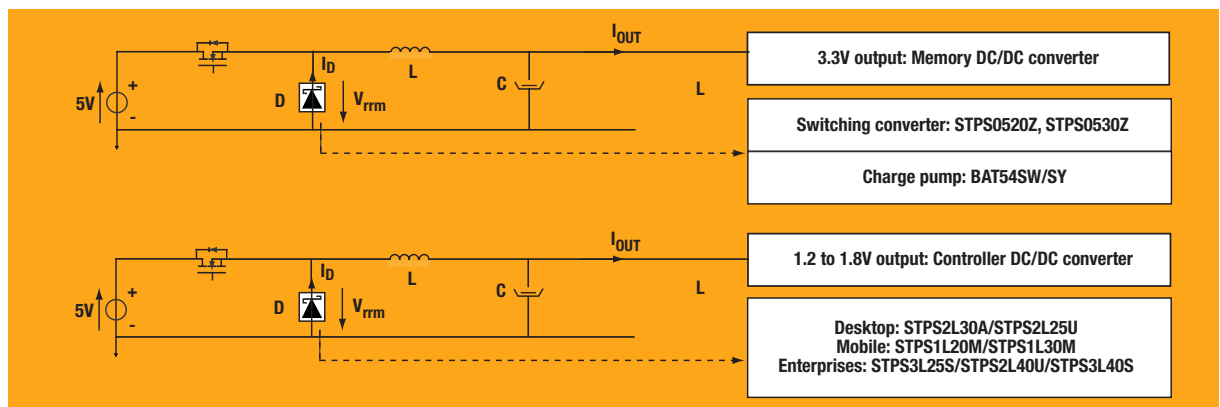 I_OUT
3.3V output: Memory DC/DC converter
+
I_D
L
C
L
5V
D
V_rrm
-
Switching converter: STPS0520Z, STPS0530Z
Charge pump: BAT54SW/SY
I_OUT
1.2 to 1.8V output: Controller DC/DC converter
+
I_D
L
C
L
5V
D
V_rrm
-
Desktop: STPS2L30A/STPS2L25U
Mobile: STPS1L20M/STPS1L30M
Enterprises: STPS3L25S/STPS2L40U/STPS3L40S